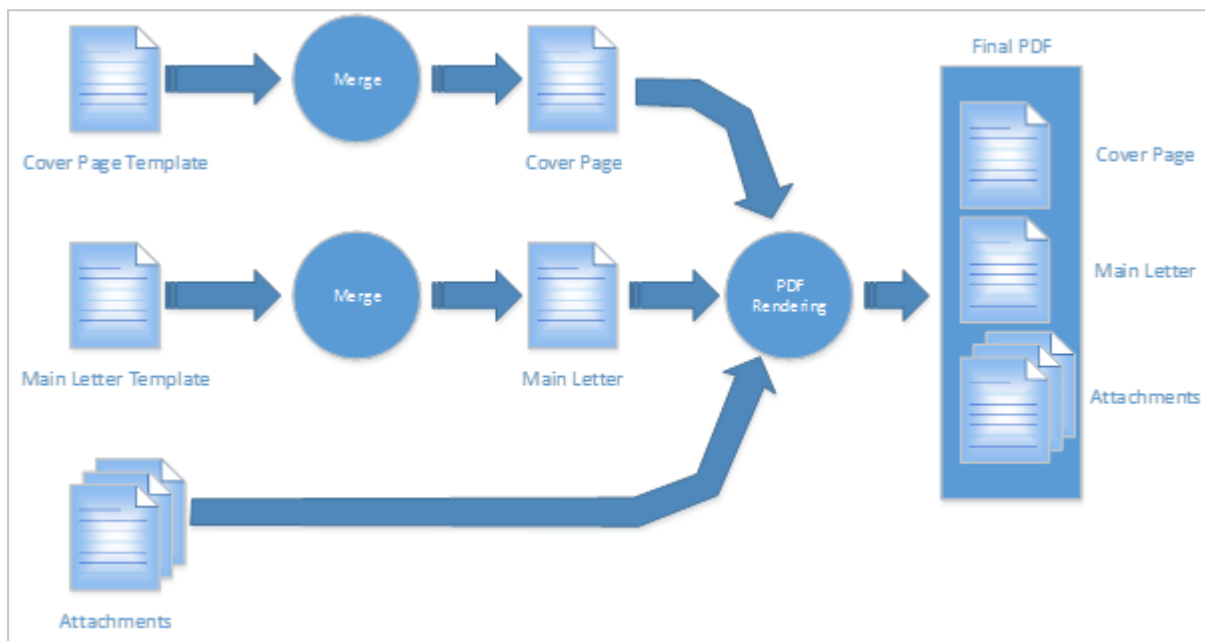 Final PDF
Merge
Cover Page Template
Cover Page
Cover Page
Merge
PDF
Rendering
Main Letter
Main Letter Template
Main Letter
Attachments
Attachments